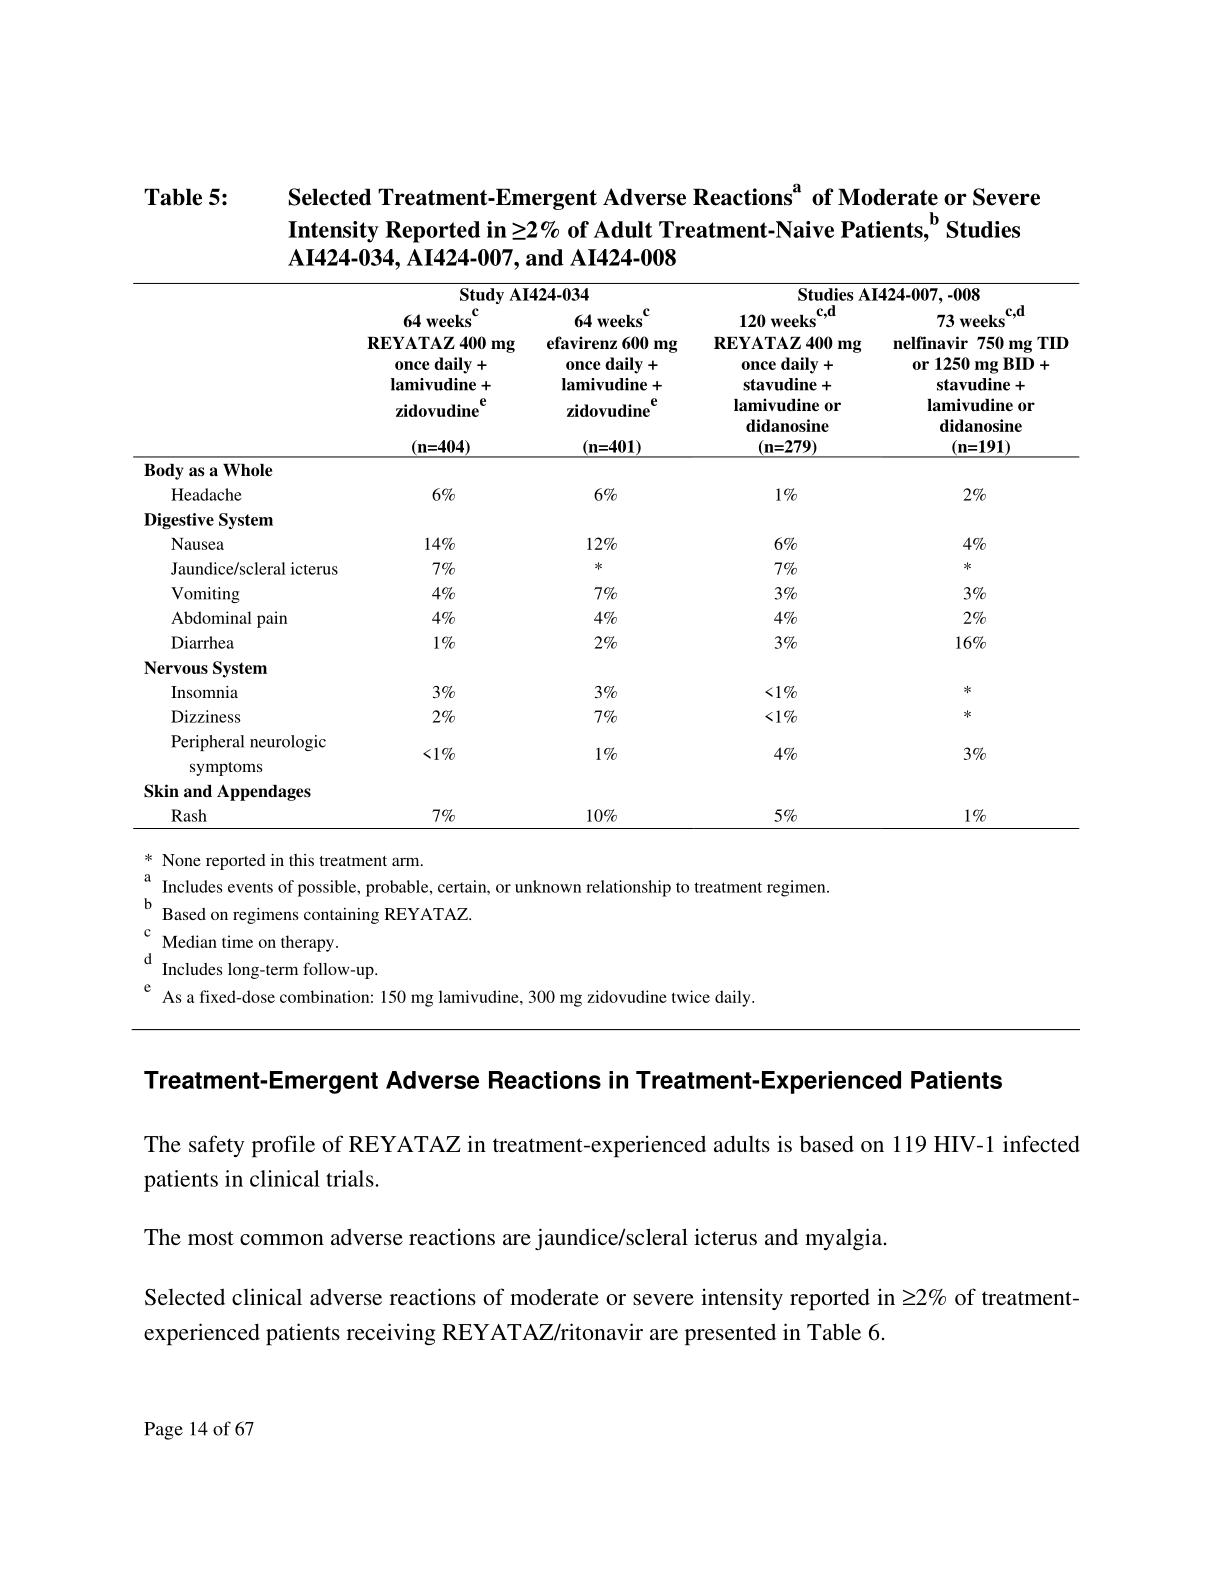 Table 5: Selected Treatment-Emergent Adverse Reactionsa of Moderate or Severe
Intensity Reported in ≥2% of Adult Treatment-Naive Patients,b Studies
AI424-034, AI424-007, and AI424-008
Study AI424-034 Studies AI424-007, -008
64 weeksc 64 weeksc 120 weeksc,d 73 weeksc,d
REYATAZ 400 mg efavirenz 600 mg REYATAZ 400 mg nelfinavir 750 mg TID
once daily + once daily + once daily + or 1250 mg BID +
lamivudine + lamivudine + stavudine + stavudine +
zidovudinee zidovudinee lamivudine or lamivudine or
didanosine didanosine
(n=404) (n=401) (n=279) (n=191)
Body as a Whole
Headache 6% 6% 1% 2%
Digestive System
Nausea 14% 12% 6% 4%
Jaundice/scleral icterus 7% * 7% *
Vomiting 4% 7% 3% 3%
Abdominal pain 4% 4% 4% 2%
Diarrhea 1% 2% 3% 16%
Nervous System
Insomnia 3% 3% <1% *
Dizziness 2% 7% <1% *
Peripheral neurologic
symptoms <1% 1% 4% 3%
Skin and Appendages
Rash 7% 10% 5% 1%
* None reported in this treatment arm.
a Includes events of possible, probable, certain, or unknown relationship to treatment regimen.
b Based on regimens containing REYATAZ.
c Median time on therapy.
d Includes long-term follow-up.
e As a fixed-dose combination: 150 mg lamivudine, 300 mg zidovudine twice daily.
Treatment-Emergent Adverse Reactions in Treatment-Experienced Patients
The safety profile of REYATAZ in treatment-experienced adults is based on 119 HIV-1 infected
patients in clinical trials.
The most common adverse reactions are jaundice/scleral icterus and myalgia.
Selected clinical adverse reactions of moderate or severe intensity reported in ≥2% of treatment-
experienced patients receiving REYATAZ/ritonavir are presented in Table 6.
Page 14 of 67